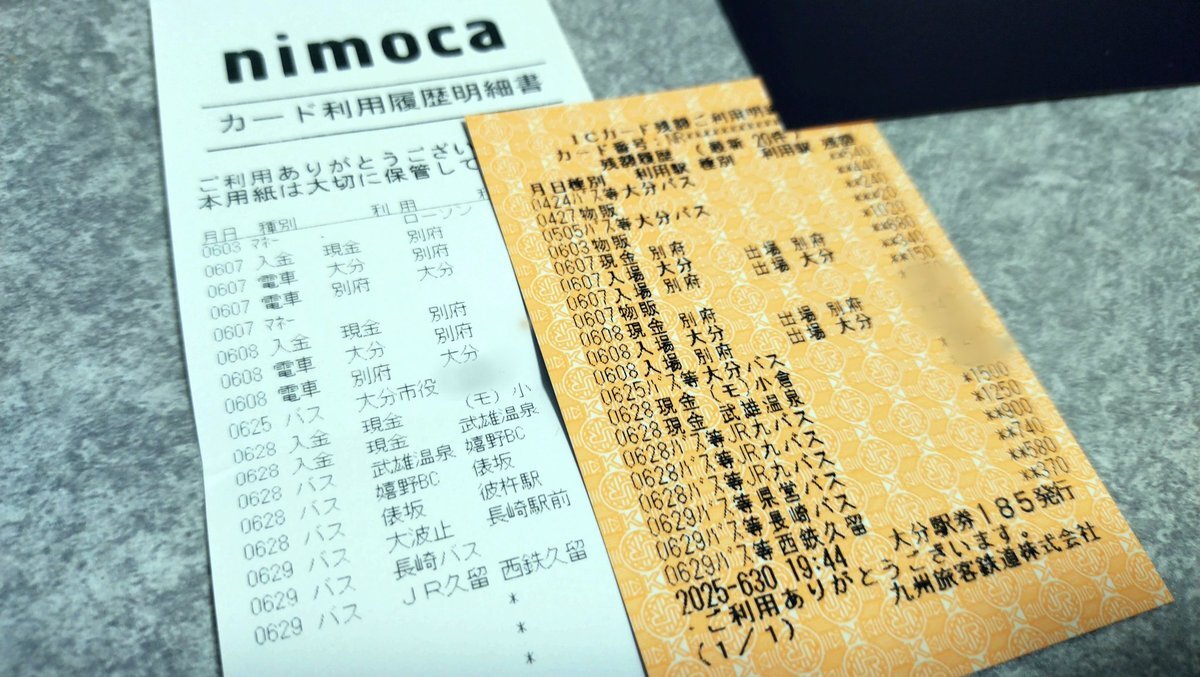 nimoca
カード利用履歴明細書
ご利用ありがとうござい
本用紙は大切に保管して
月日 種別 利用
0603 マネー ローソン
0607 入金 現金 別府
0607 電車 大分 別府
0607 電車 別府 大分
0607 マネー
0608 入金 現金 別府
0608 電車 大分 別府
0608 電車 別府 大分
0625 バス 大分市役
0628 入金 現金 (モ)小
0628 入金 現金 武雄温泉
0628 バス 武雄温泉 嬉野BC
0628 バス 嬉野BC 俵坂
0628 バス 俵坂 彼杵駅
0629 バス 大波止 長崎駅前
0629 バス 長崎バス
0629 バス JR久留 西鉄久留
*
*
*
ICカード残額ご利用明細
カード番号:JR
残額履歴 (最新 20件
月日種別 利用駅 種別 利用駅 残額
0424バス等大分バス
0427物販
0505バス等大分バス
0603物販
0607現金 別府
0607入場 大分 出場 別府
0607入場 別府 出場 大分
0607物販
0608現金 別府
0608入場 大分 出場 別府
0608入場 別府 出場 大分
0625バス等大分バス
0628現金 (モ)小倉
0628現金 武雄温泉 ¥1500
0628バス等JR九バス ¥1250
0628バス等JR九バス ¥*900
0629バス等県営バス ¥*740
0629バス等長崎バス ¥*580
0629バス等西鉄久留 ¥*370
2025-630 19:44 大分駅券185発行
ご利用ありがとうございます。
(1/1) 九州旅客鉄道株式会社